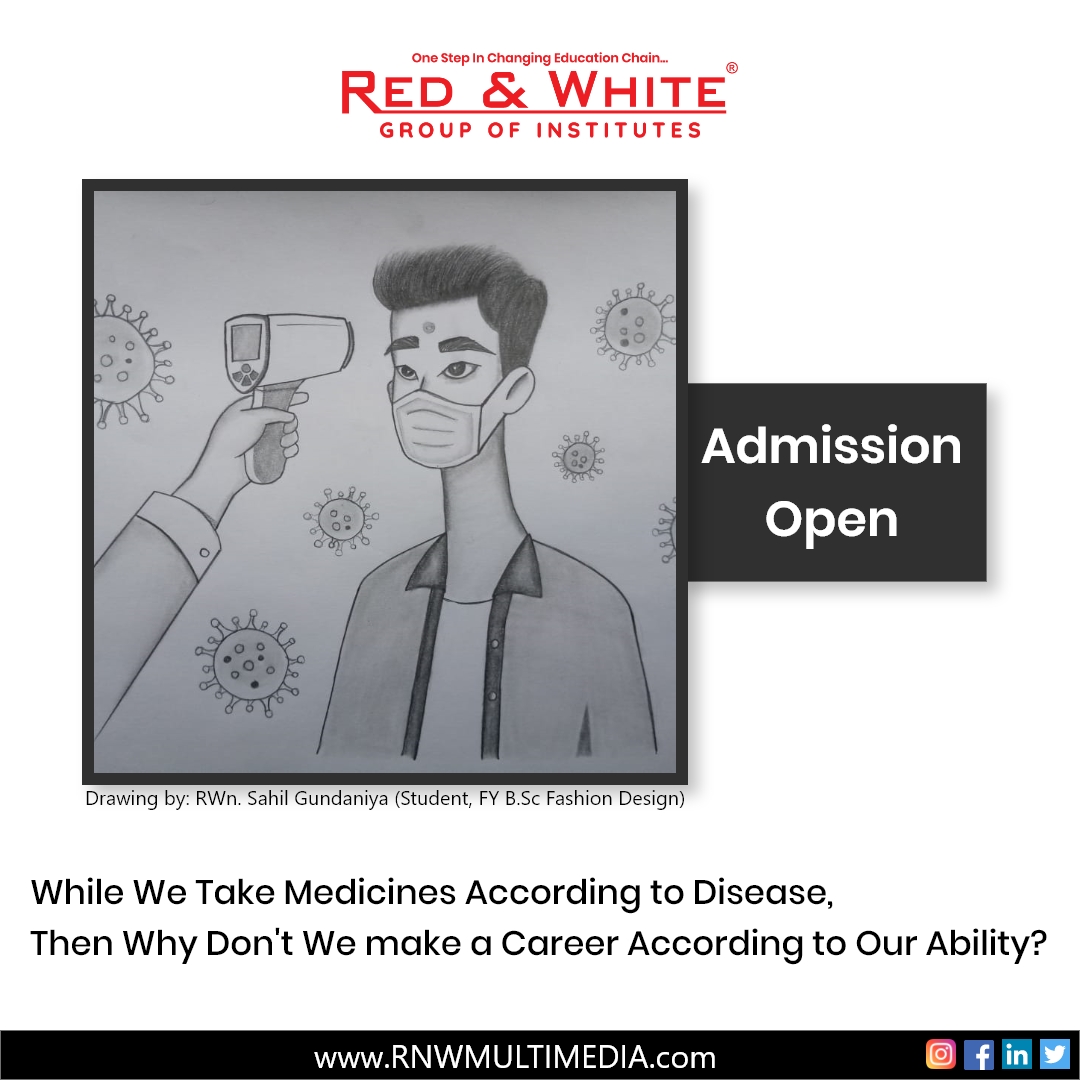 One Step In Changing Education Chain...
RED & WHITE®
GROUP OF INSTITUTES
Admission
Open
Drawing by: RWn. Sahil Gundaniya (Student, FY B.Sc Fashion Design)
While We Take Medicines According to Disease,
Then Why Don't We make a Career According to Our Ability?
www.RNWMULTIMEDIA.com